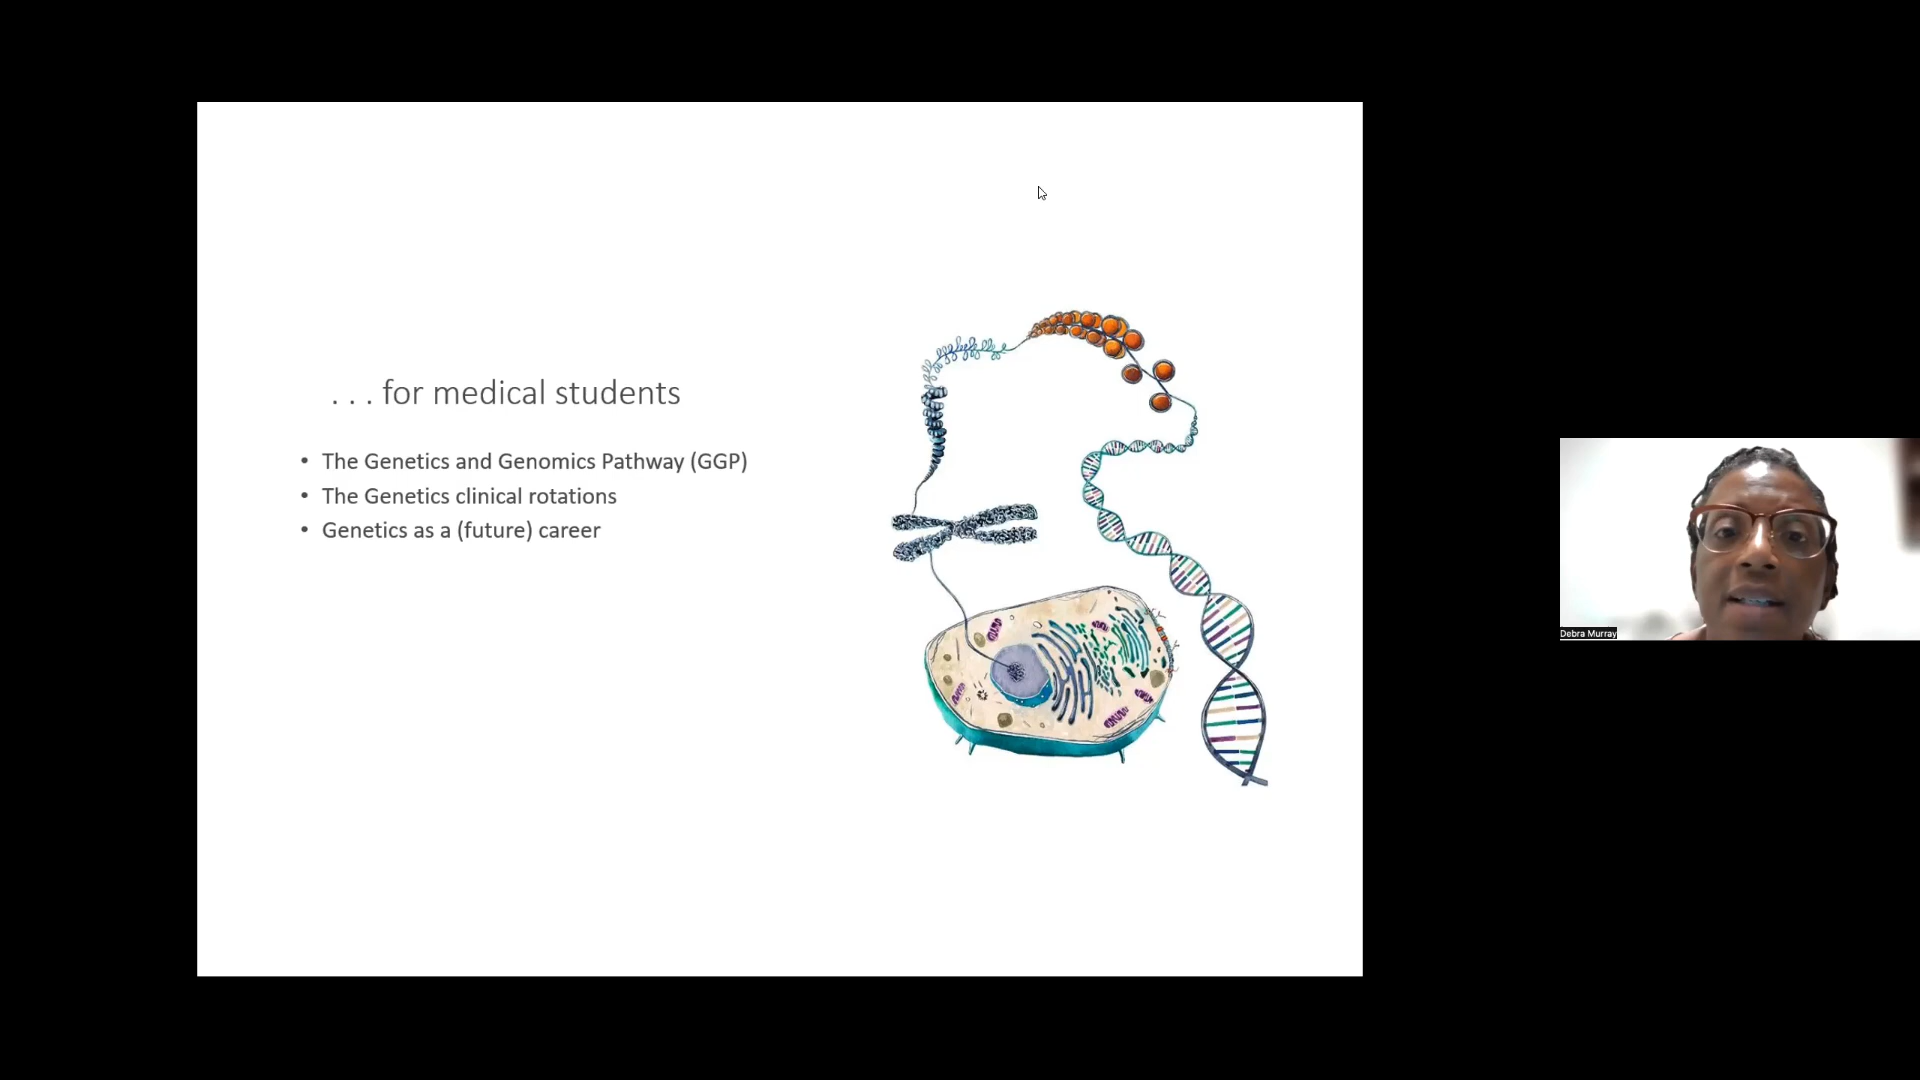 . . . for medical students
• The Genetics and Genomics Pathway (GGP)
• The Genetics clinical rotations
• Genetics as a (future) career
Debra Murray